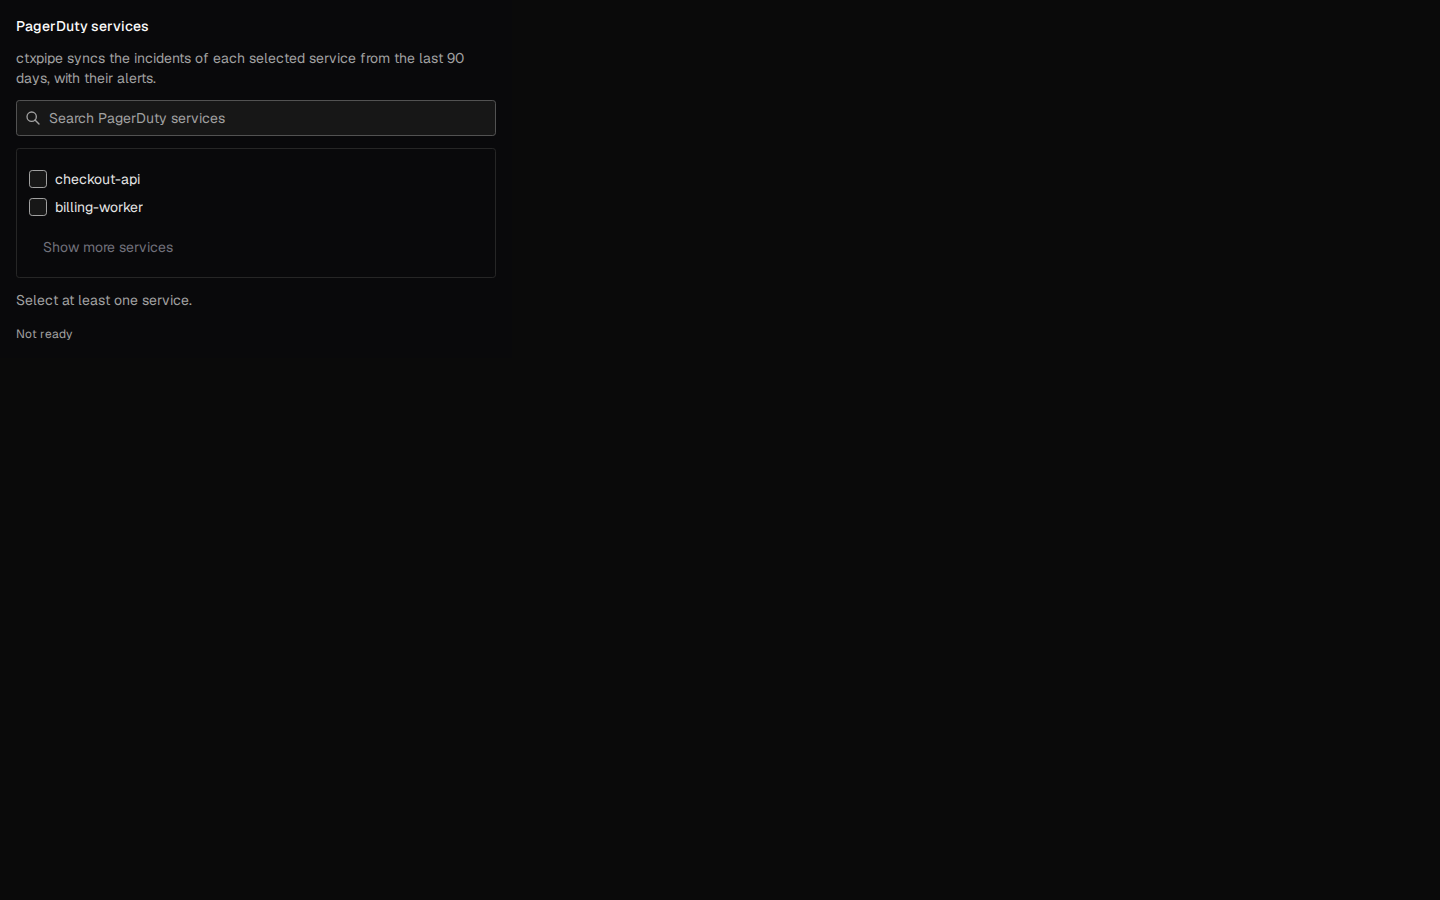 PagerDuty services
ctxpipe syncs the incidents of each selected service from the last 90
days, with their alerts.
Search PagerDuty services
checkout-api
billing-worker
Show more services
Select at least one service.
Not ready